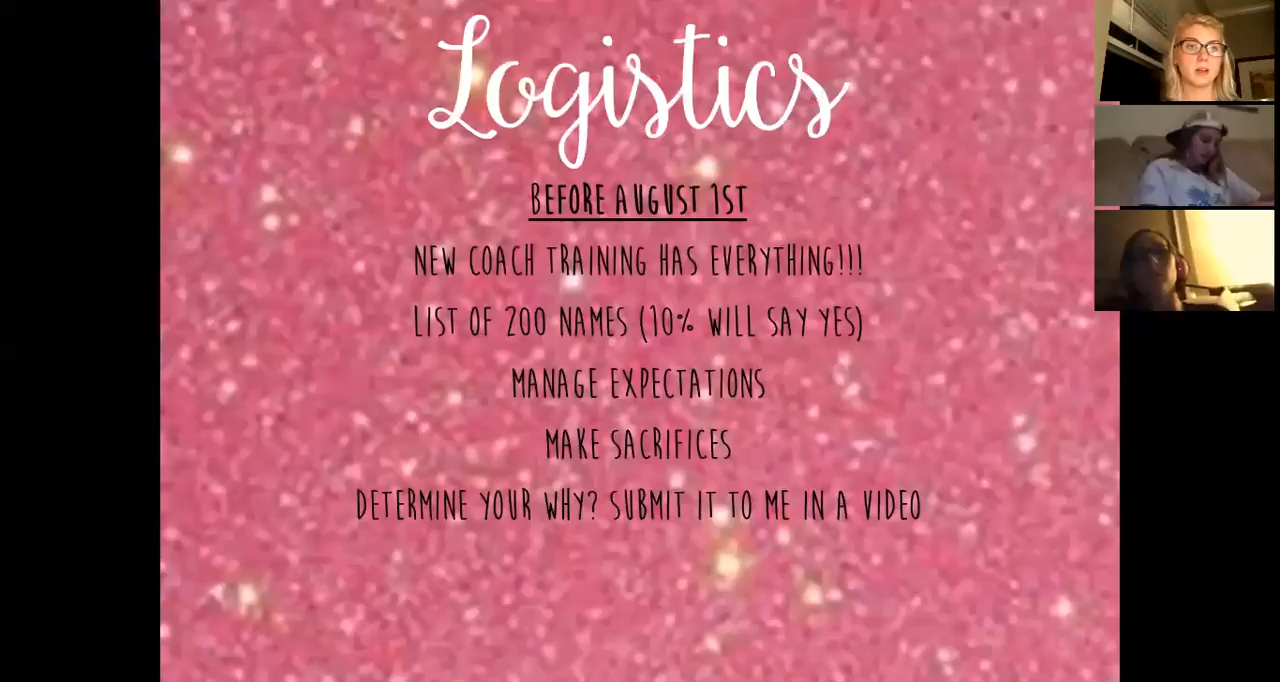 Logistics
BEFORE AUGUST 1ST
NEW COACH TRAINING HAS EVERYTHING!!!
LIST OF 200 NAMES (10% WILL SAY YES)
MANAGE EXPECTATIONS
MAKE SACRIFICES
DETERMINE YOUR WHY? SUBMIT IT TO ME IN A VIDEO